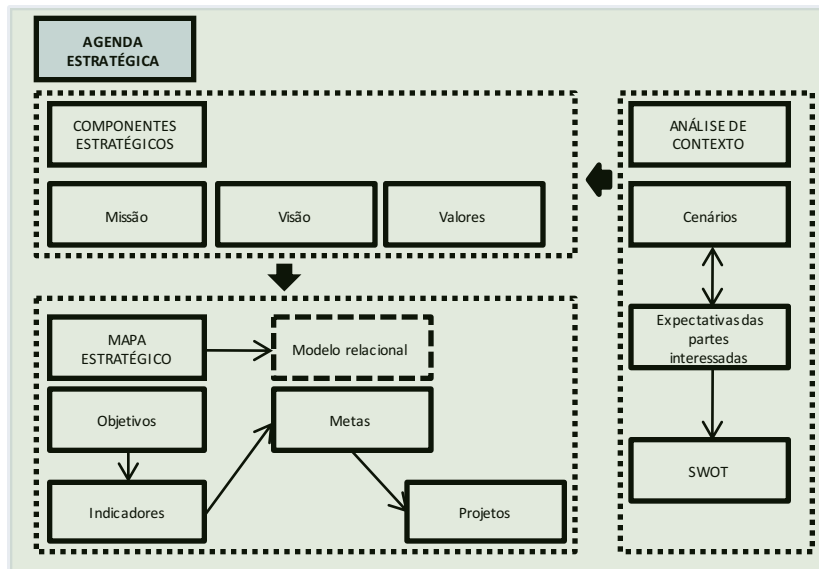 AGENDA
ESTRATÉGICA
COMPONENTES
ESTRATÉGICOS
Missão
Visão
Valores
MAPA
ESTRATÉGICO
Modelo relacional
Objetivos
Metas
Indicadores
Projetos
ANÁLISE DE
CONTEXTO
Cenários
Expectativas das
partes
interessadas
SWOT